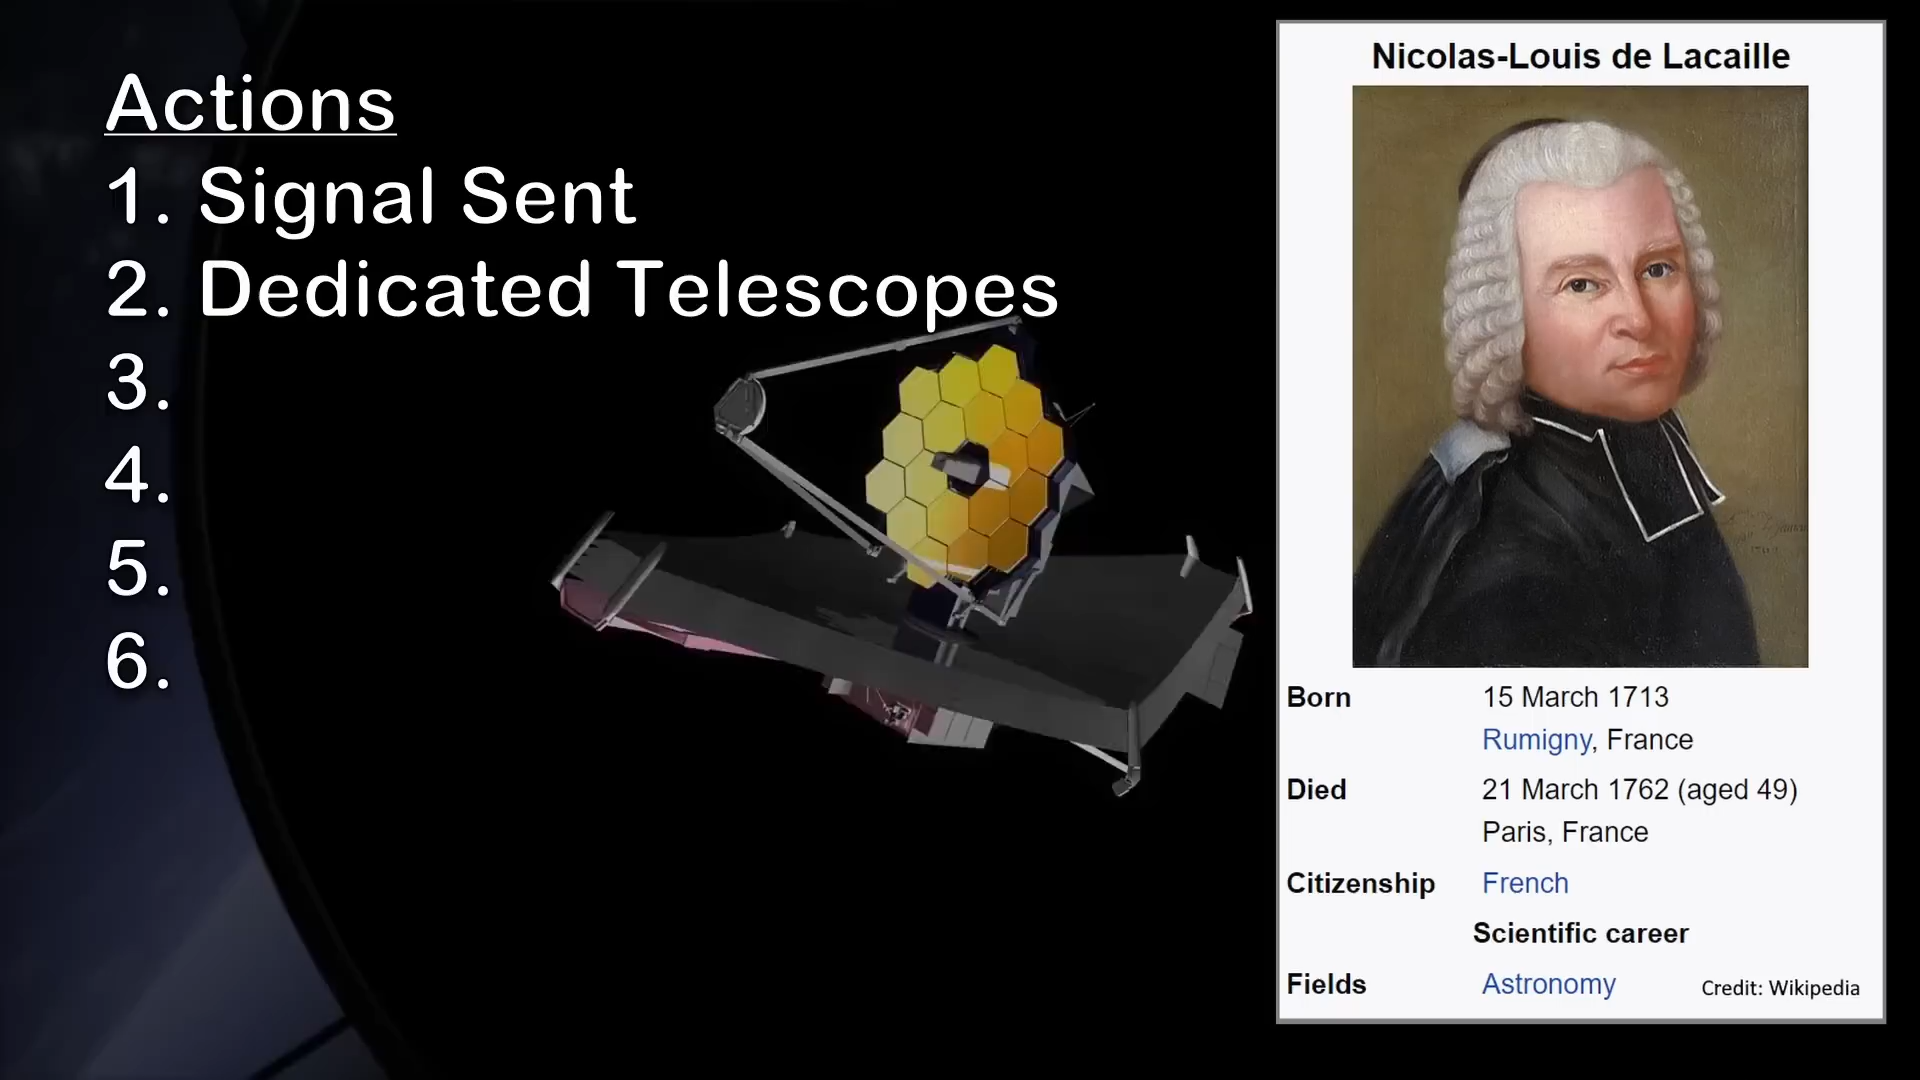 Actions
1. Signal Sent
2. Dedicated Telescopes
3.
4.
5.
6.
Nicolas-Louis de Lacaille
Born 15 March 1713
Rumigny, France
Died 21 March 1762 (aged 49)
Paris, France
Citizenship French
Scientific career
Fields Astronomy
Credit: Wikipedia